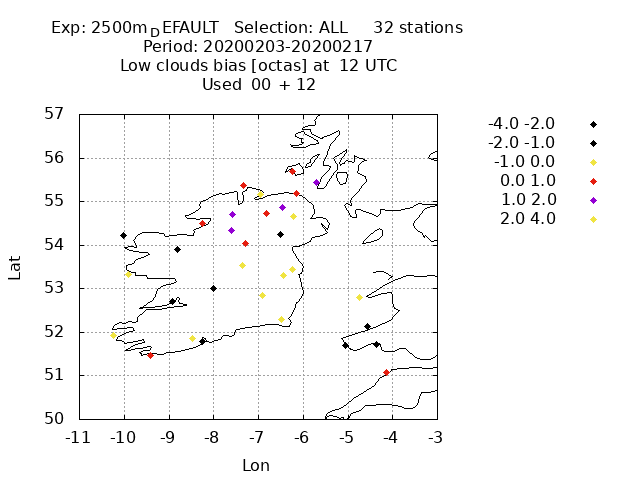 Exp: 2500m_DEFAULT Selection: ALL 32 stations
Period: 20200203-20200217
Low clouds bias [octas] at 12 UTC
Used 00 + 12
-4.0 -2.0
-2.0 -1.0
-1.0 0.0
0.0 1.0
1.0 2.0
2.0 4.0
57
56
55
54
53
52
51
50
Lat
-11 -10 -9 -8 -7 -6 -5 -4 -3
Lon